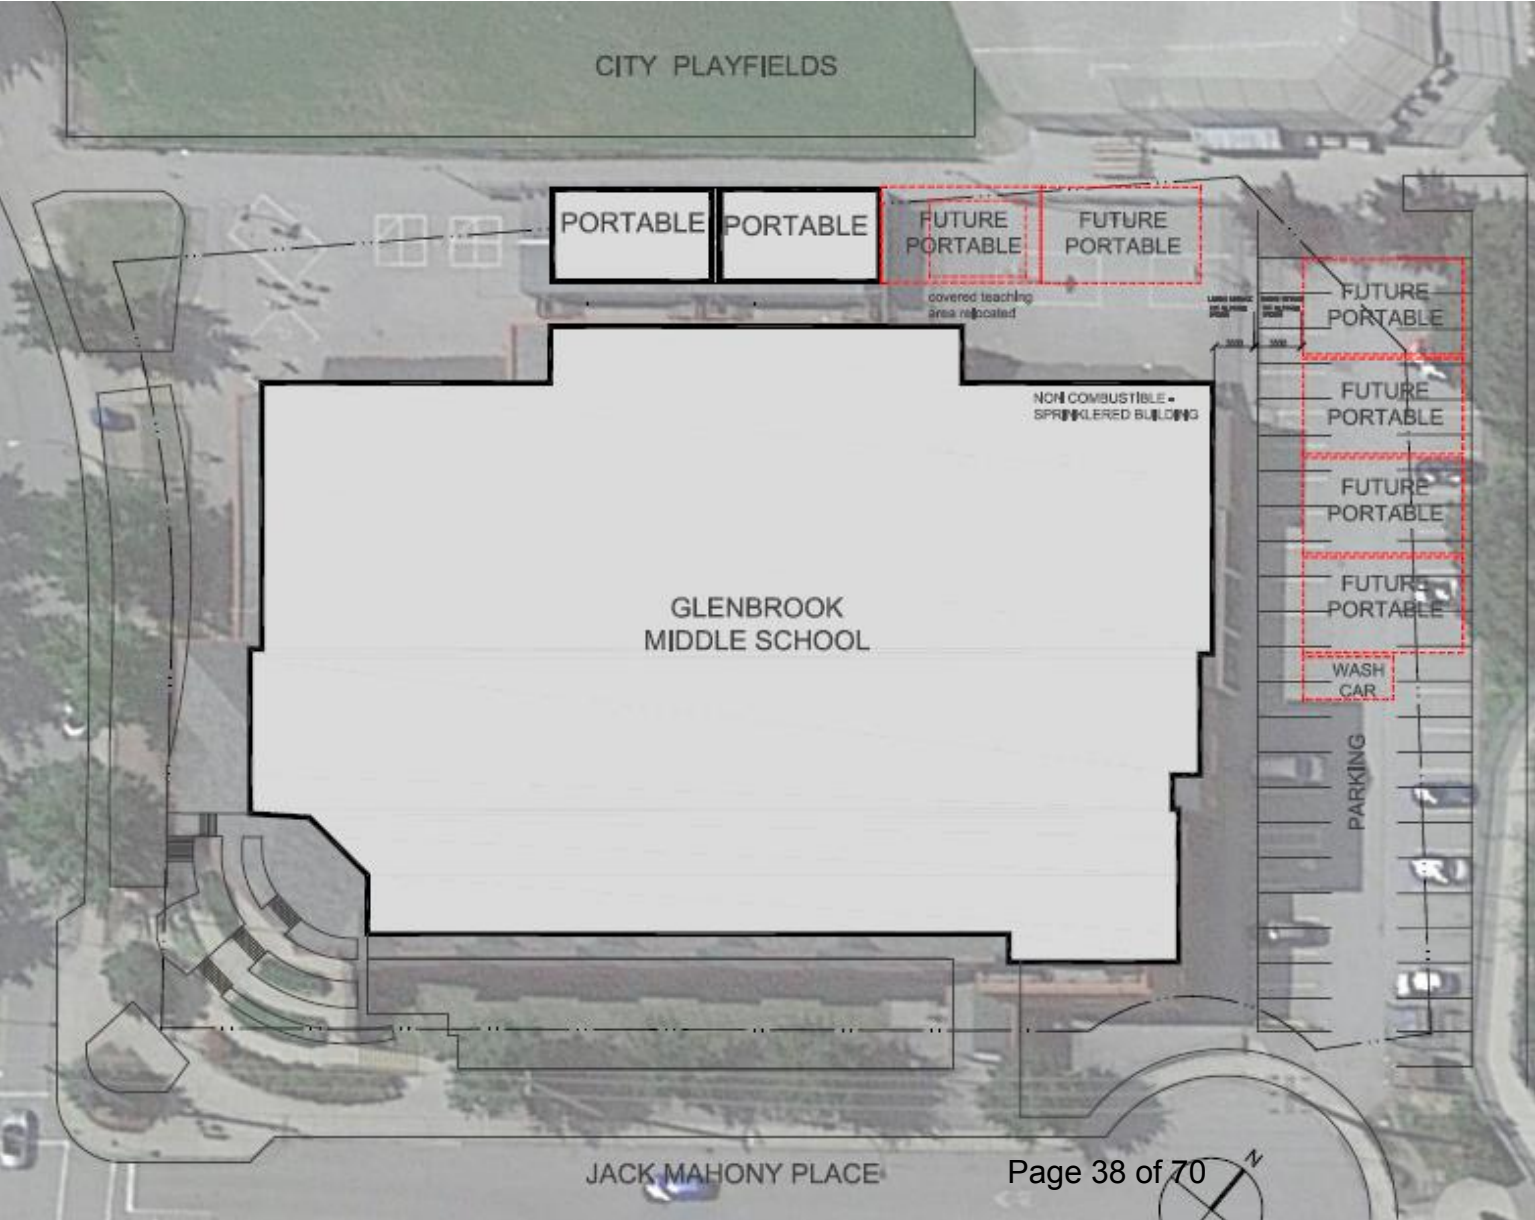 CITY PLAYFIELDS
PORTABLE
PORTABLE
FUTURE
PORTABLE
FUTURE
PORTABLE
covered teaching
area relocated
FUTURE
PORTABLE
NON COMBUSTIBLE -
SPRINKLERED BUILDING
FUTURE
PORTABLE
FUTURE
PORTABLE
FUTURE
PORTABLE
GLENBROOK
MIDDLE SCHOOL
WASH
CAR
PARKING
JACK MAHONY PLACE
Page 38 of 70
N